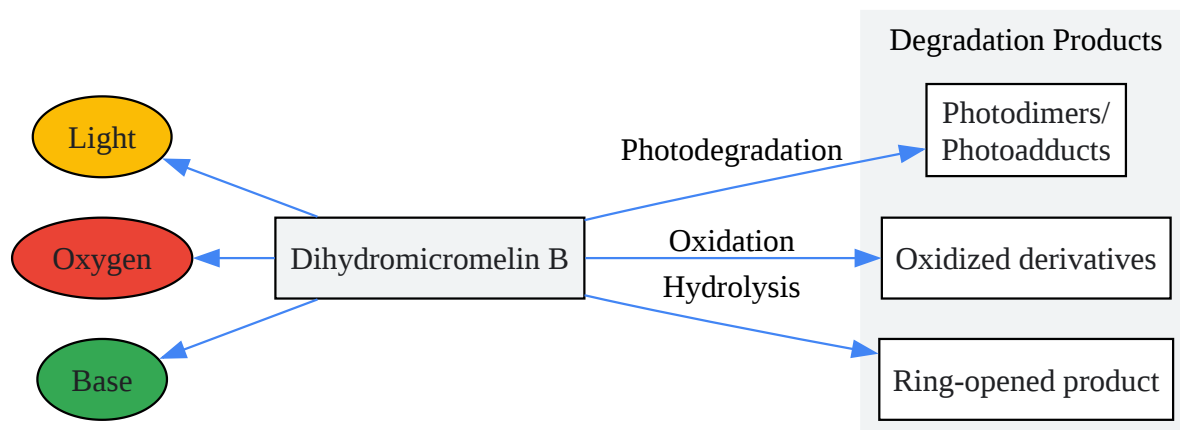 Degradation Products
Light
Oxygen
Base
Dihydromicromelin B
Photodegradation
Oxidation
Hydrolysis
Photodimers/
Photoadducts
Oxidized derivatives
Ring-opened product